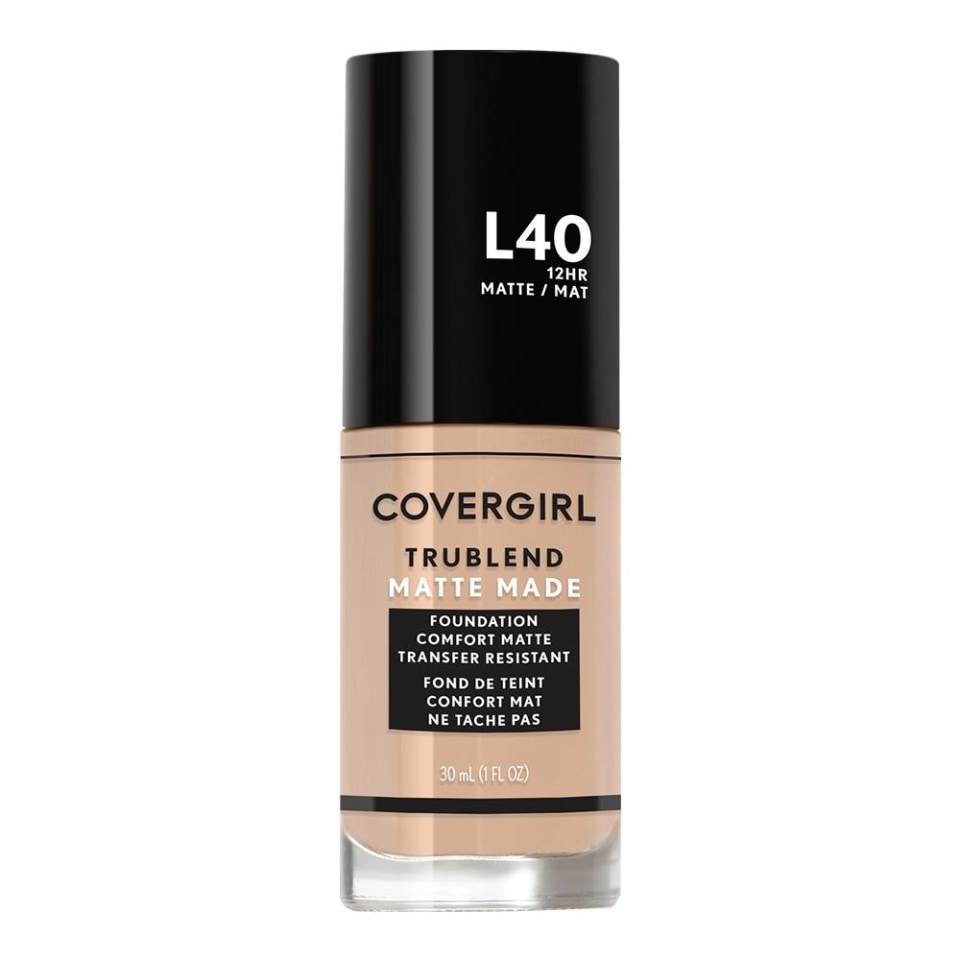 L40
12HR
MATTE / MAT
COVERGIRL
TRUBLEND
MATTE MADE
FOUNDATION
COMFORT MATTE
TRANSFER RESISTANT
FOND DE TEINT
CONFORT MAT
NE TACHE PAS
30 mL (1 FL OZ)